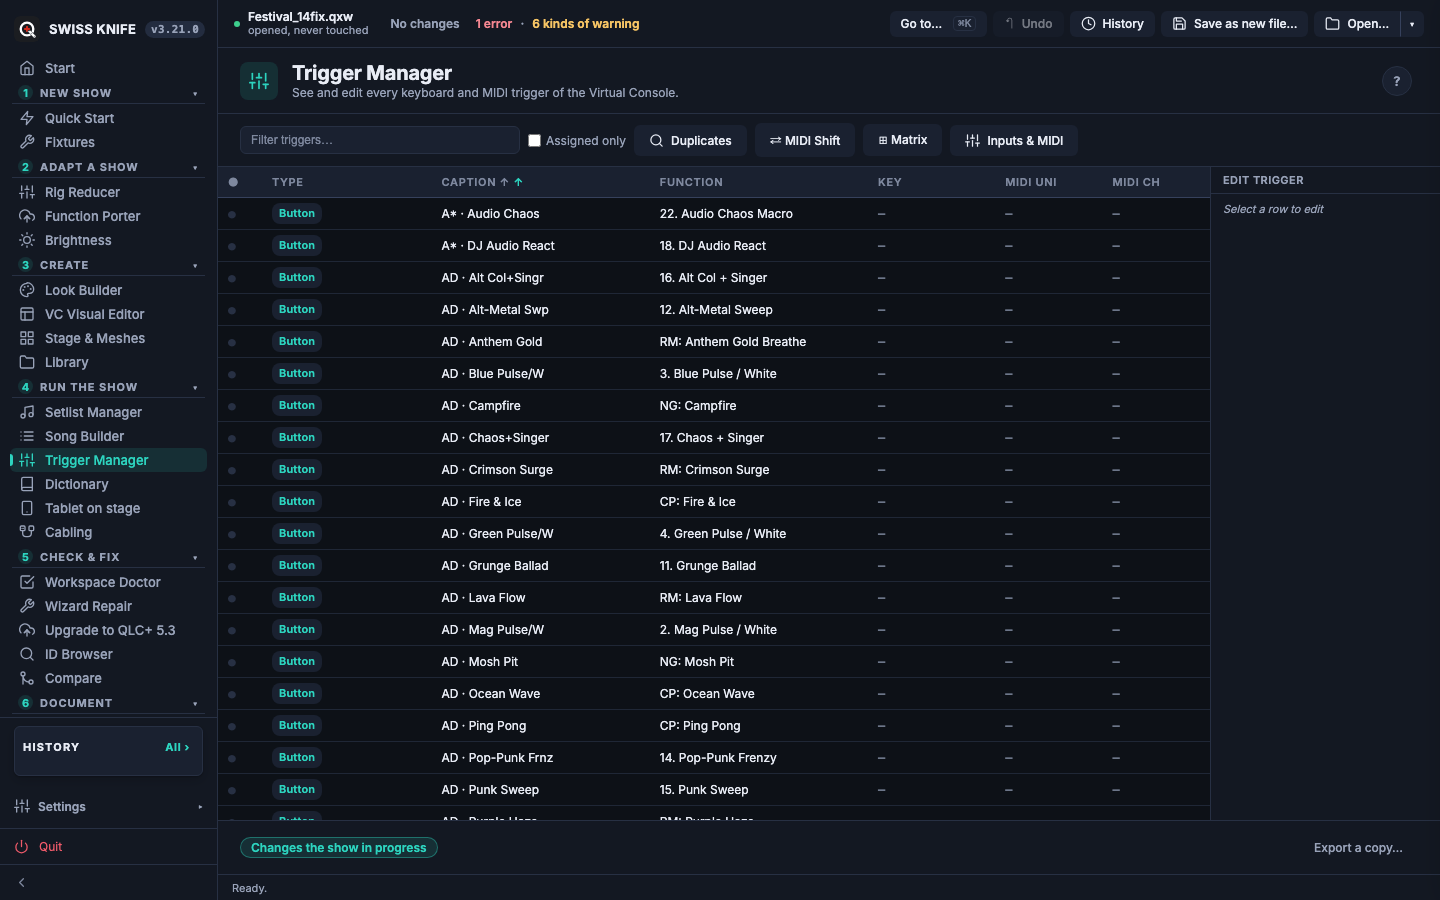 SWISS KNIFE v3.21.0
Festival_14fix.qxw
opened, never touched
No changes 1 error · 6 kinds of warning
Go to... ⌘K Undo History Save as new file... Open...
Start
1 NEW SHOW
Quick Start
Fixtures
2 ADAPT A SHOW
Rig Reducer
Function Porter
Brightness
3 CREATE
Look Builder
VC Visual Editor
Stage & Meshes
Library
4 RUN THE SHOW
Setlist Manager
Song Builder
Trigger Manager
Dictionary
Tablet on stage
Cabling
5 CHECK & FIX
Workspace Doctor
Wizard Repair
Upgrade to QLC+ 5.3
ID Browser
Compare
6 DOCUMENT
HISTORY All ›
Settings
Quit
Trigger Manager
See and edit every keyboard and MIDI trigger of the Virtual Console.
?
Filter triggers... Assigned only Duplicates ⇄ MIDI Shift ⊞ Matrix Inputs & MIDI
TYPE CAPTION ↑ ↑ FUNCTION KEY MIDI UNI MIDI CH
Button A* · Audio Chaos 22. Audio Chaos Macro – – –
Button A* · DJ Audio React 18. DJ Audio React – – –
Button AD · Alt Col+Singr 16. Alt Col + Singer – – –
Button AD · Alt-Metal Swp 12. Alt-Metal Sweep – – –
Button AD · Anthem Gold RM: Anthem Gold Breathe – – –
Button AD · Blue Pulse/W 3. Blue Pulse / White – – –
Button AD · Campfire NG: Campfire – – –
Button AD · Chaos+Singer 17. Chaos + Singer – – –
Button AD · Crimson Surge RM: Crimson Surge – – –
Button AD · Fire & Ice CP: Fire & Ice – – –
Button AD · Green Pulse/W 4. Green Pulse / White – – –
Button AD · Grunge Ballad 11. Grunge Ballad – – –
Button AD · Lava Flow RM: Lava Flow – – –
Button AD · Mag Pulse/W 2. Mag Pulse / White – – –
Button AD · Mosh Pit NG: Mosh Pit – – –
Button AD · Ocean Wave CP: Ocean Wave – – –
Button AD · Ping Pong CP: Ping Pong – – –
Button AD · Pop-Punk Frnz 14. Pop-Punk Frenzy – – –
Button AD · Punk Sweep 15. Punk Sweep – – –
EDIT TRIGGER
Select a row to edit
Changes the show in progress
Export a copy...
Ready.